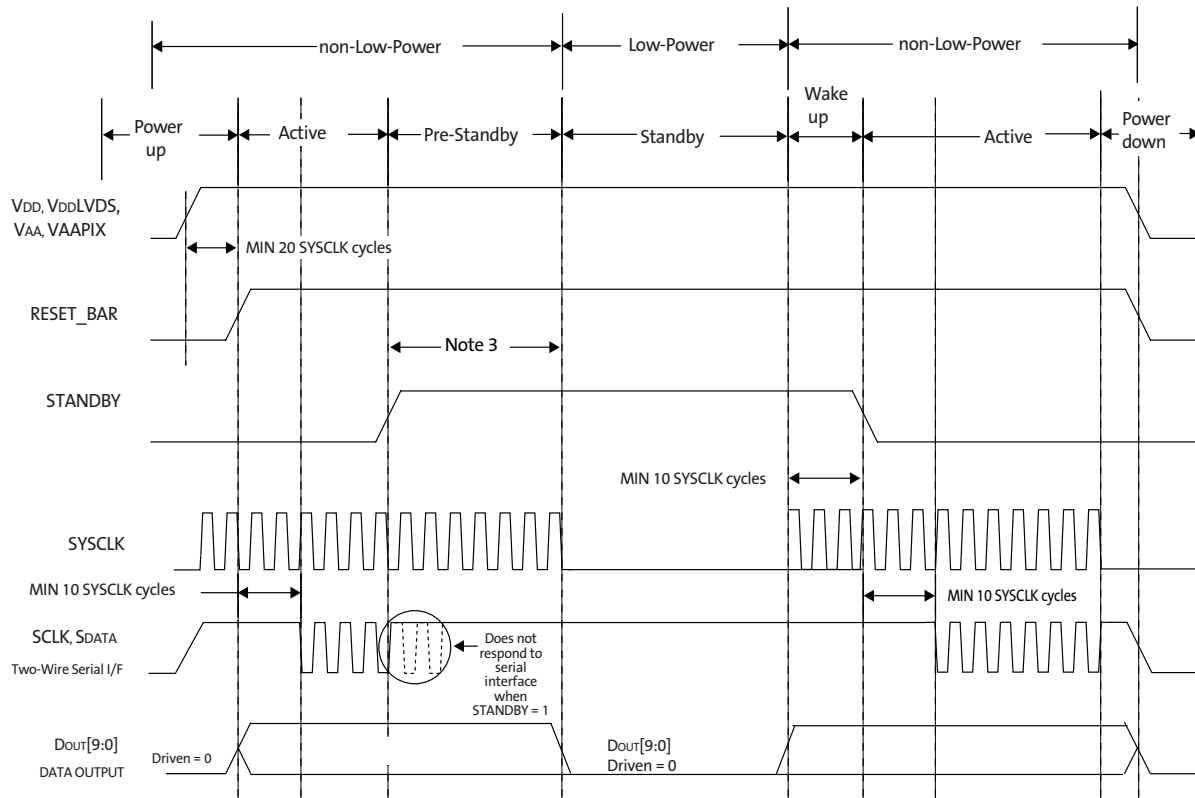 non-Low-Power
Low-Power
non-Low-Power
Power
up
Active
Pre-Standby
Standby
Wake
up
Active
Power
down
VDD, VDDLVDS,
VAA, VAAPIX
MIN 20 SYSCLK cycles
RESET_BAR
Note 3
STANDBY
MIN 10 SYSCLK cycles
SYSCLK
MIN 10 SYSCLK cycles
MIN 10 SYSCLK cycles
SCLK, SDATA
Two-Wire Serial I/F
Does not
respond to
serial
interface
when
STANDBY = 1
DOUT[9:0]
DATA OUTPUT
Driven = 0
DOUT[9:0]
Driven = 0